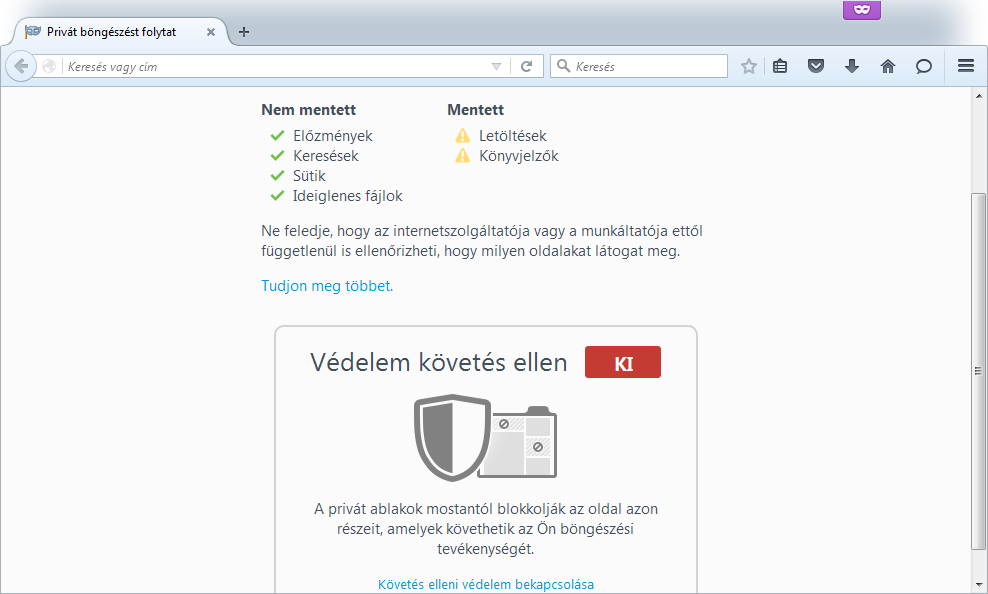 Privát böngészést folytat
Keresés vagy cím
Keresés
Nem mentett
Előzmények
Keresések
Sütik
Ideiglenes fájlok
Mentett
Letöltések
Könyvjelzők
Ne feledje, hogy az internetszolgáltatója vagy a munkáltatója ettől
függetlenül is ellenőrizheti, hogy milyen oldalakat látogat meg.
Tudjon meg többet.
Védelem követés ellen
KI
A privát ablakok mostantól blokkolják az oldal azon
részeit, amelyek követhetik az Ön böngészési
tevékenységét.
Követés elleni védelem bekapcsolása